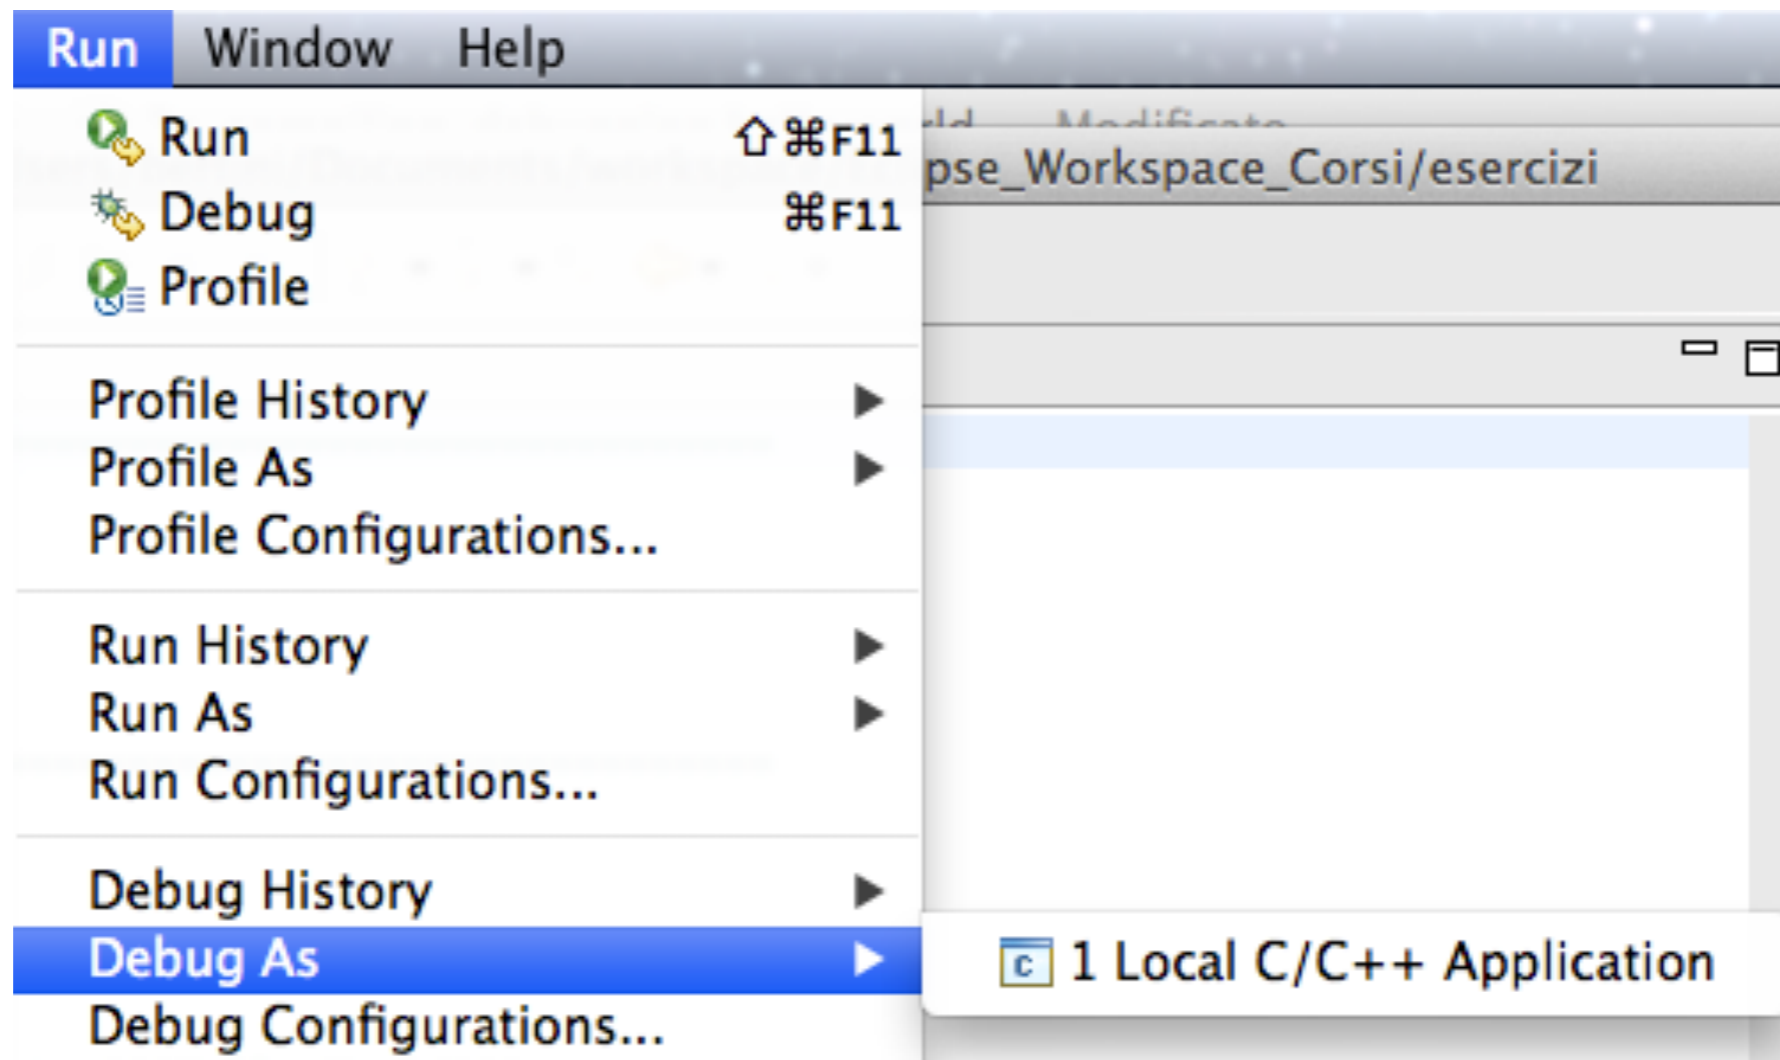 Run Window Help
Run ⇧⌘F11
pse_Workspace_Corsi/esercizi
Debug ⌘F11
Profile
Profile History
Profile As
Profile Configurations...
Run History
Run As
Run Configurations...
Debug History
Debug As
1 Local C/C++ Application
Debug Configurations...